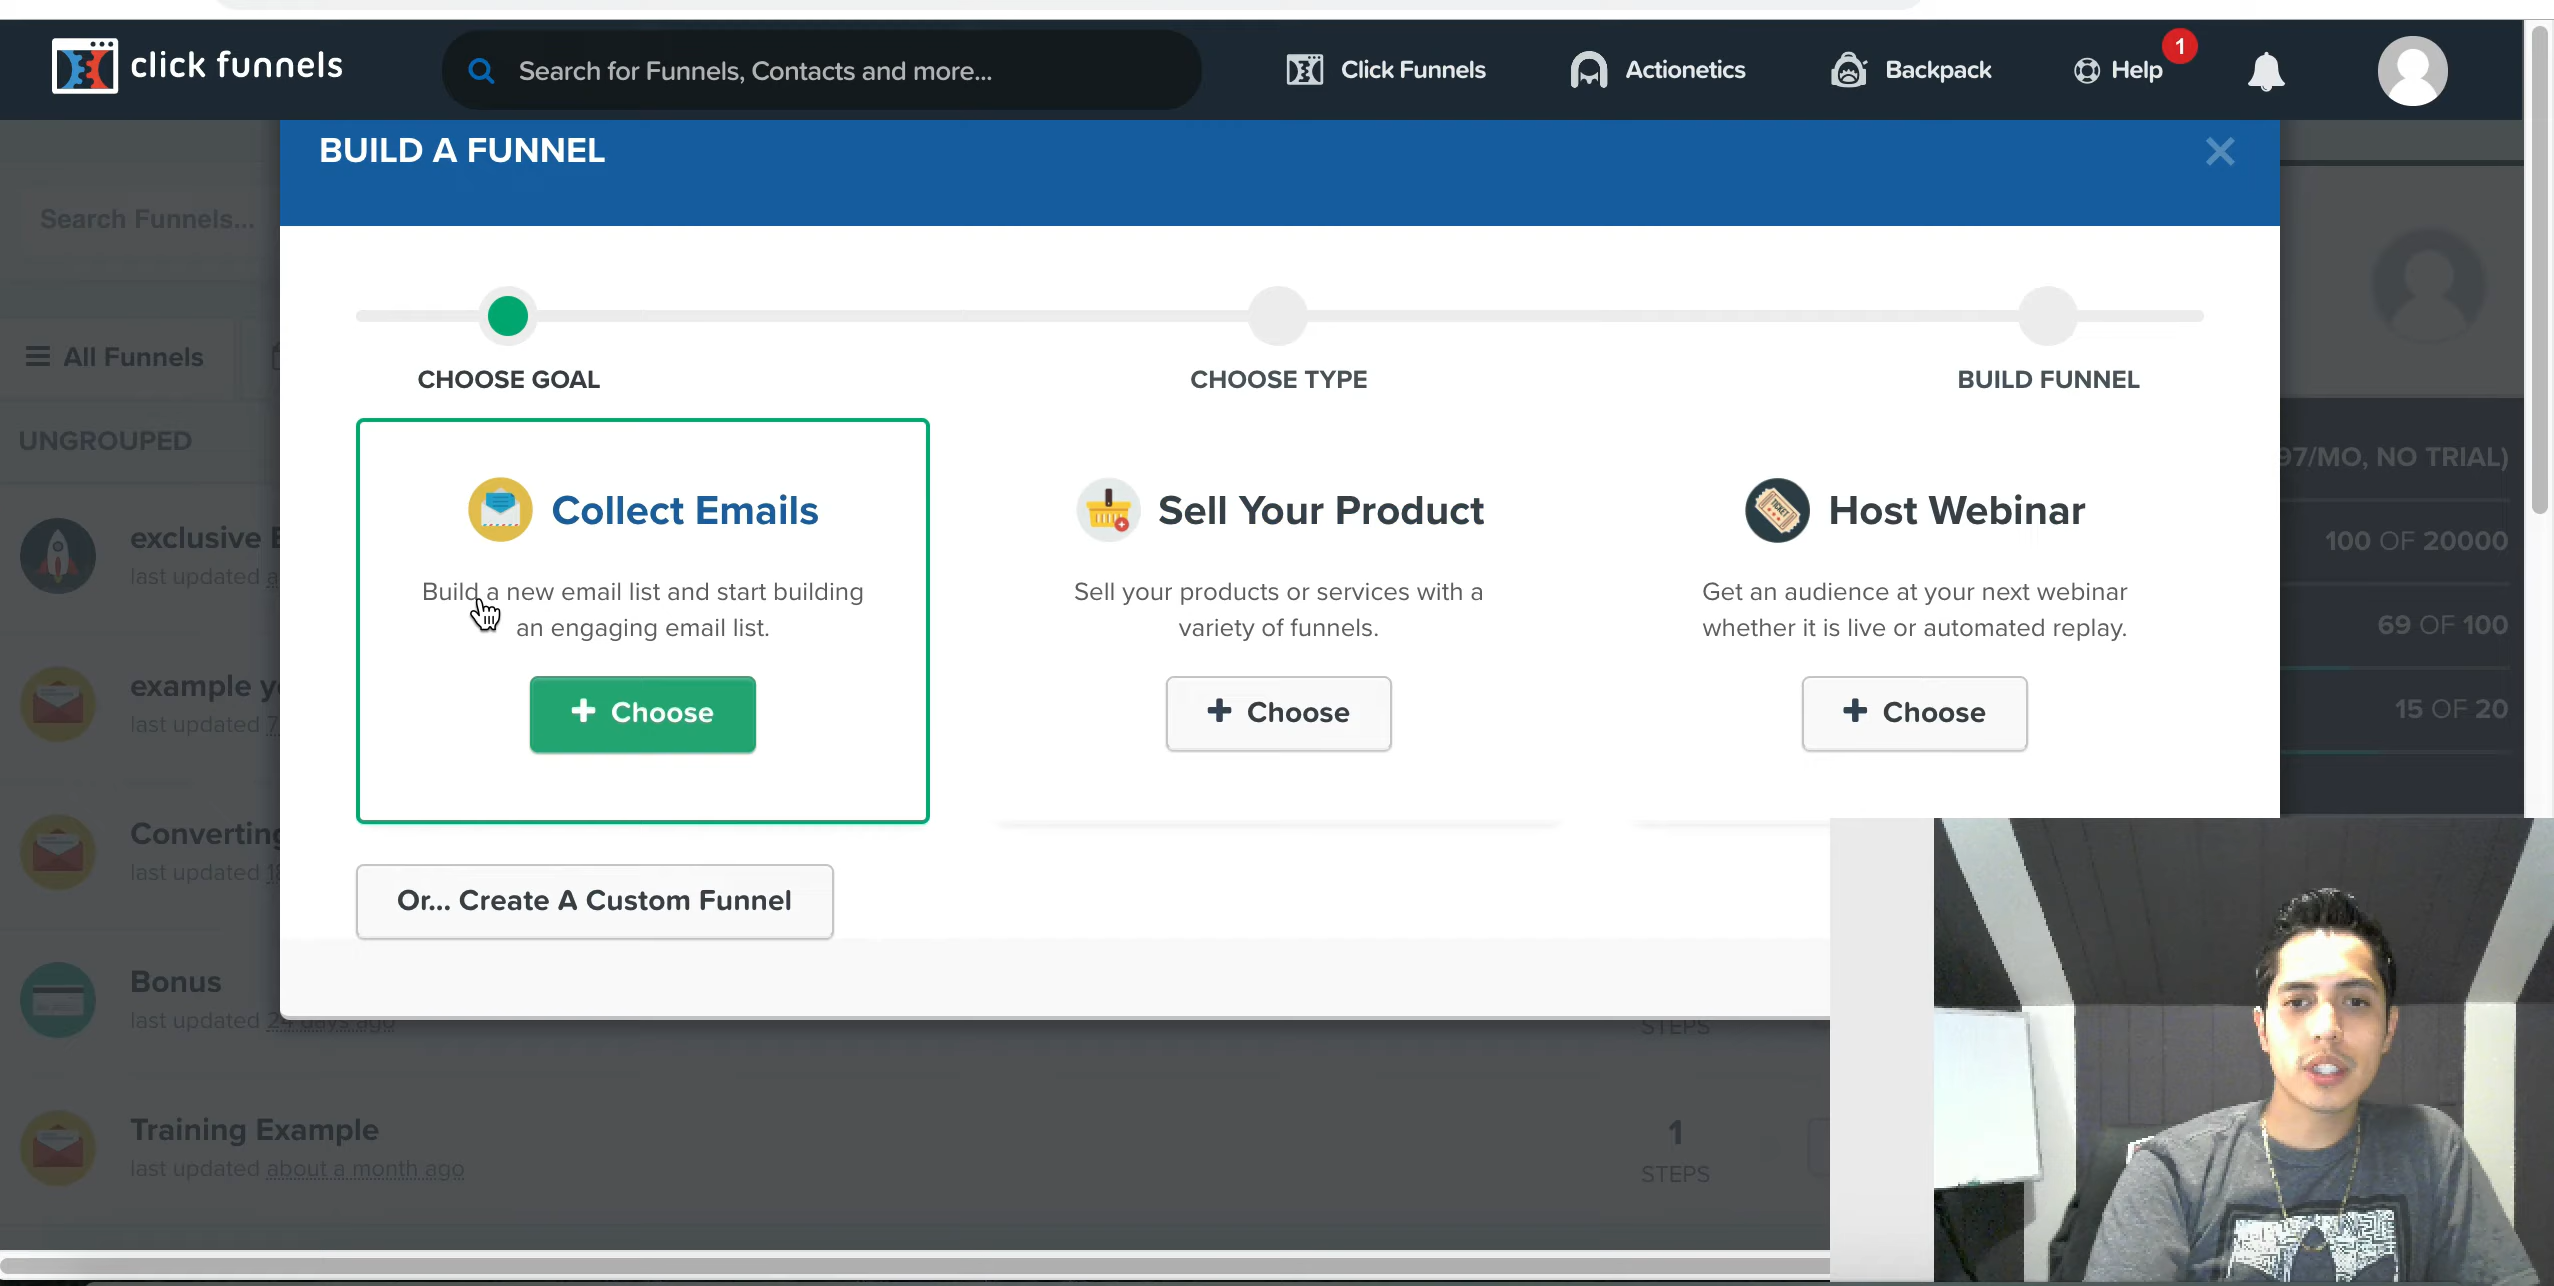 click funnels
Search for Funnels, Contacts and more...
Click Funnels
Actionetics
Backpack
Help
1
BUILD A FUNNEL
Search Funnels...
All Funnels
CHOOSE GOAL
CHOOSE TYPE
BUILD FUNNEL
UNGROUPED
97/MO, NO TRIAL)
Collect Emails
Build a new email list and start building
an engaging email list.
Choose
Sell Your Product
Sell your products or services with a
variety of funnels.
Choose
Host Webinar
Get an audience at your next webinar
whether it is live or automated replay.
Choose
exclusive
last updated
100 OF 20000
69 OF 100
example
last updated
15 OF 20
Converting
last updated
Or... Create A Custom Funnel
Bonus
last updated 24 days ago
STEPS
Training Example
last updated about a month ago
1
STEPS